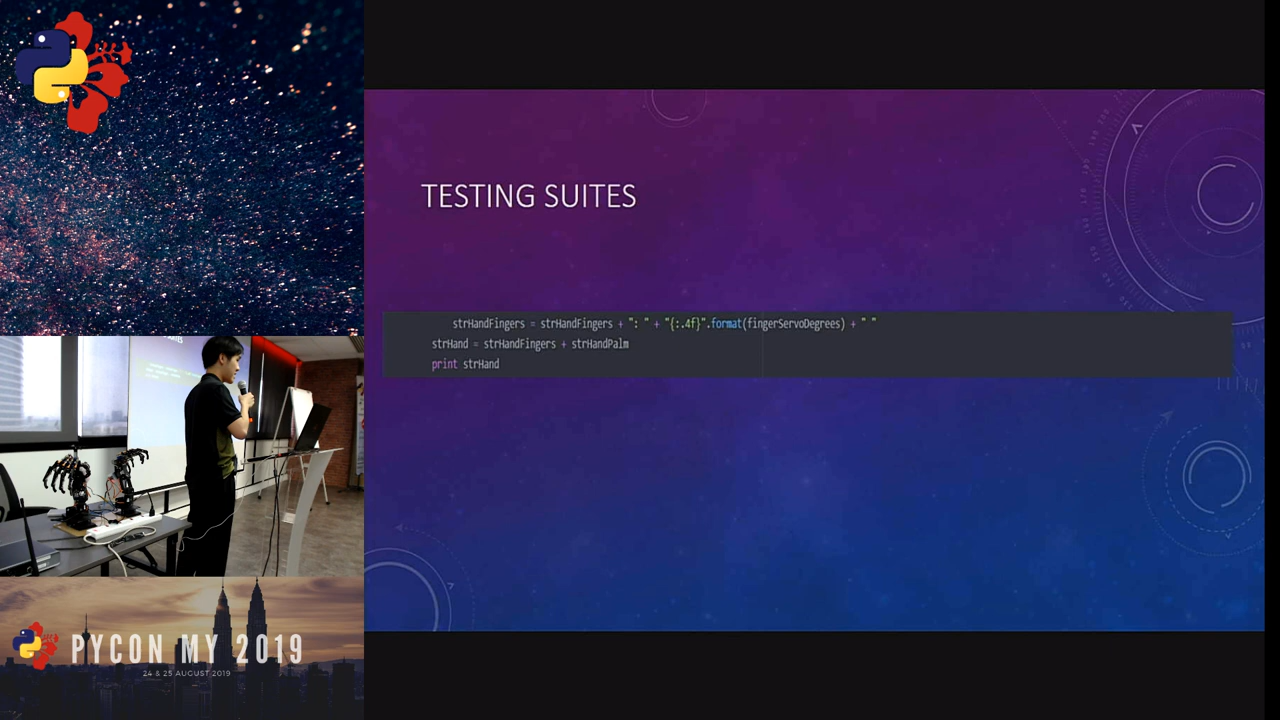 TESTING SUITES
strHandFingers = strHandFingers + ": " + "{:.4f}".format(fingerServoDegrees) + " "
strHand = strHandFingers + strHandPalm
print strHand
PYCON MY 2019
24 & 25 AUGUST 2019